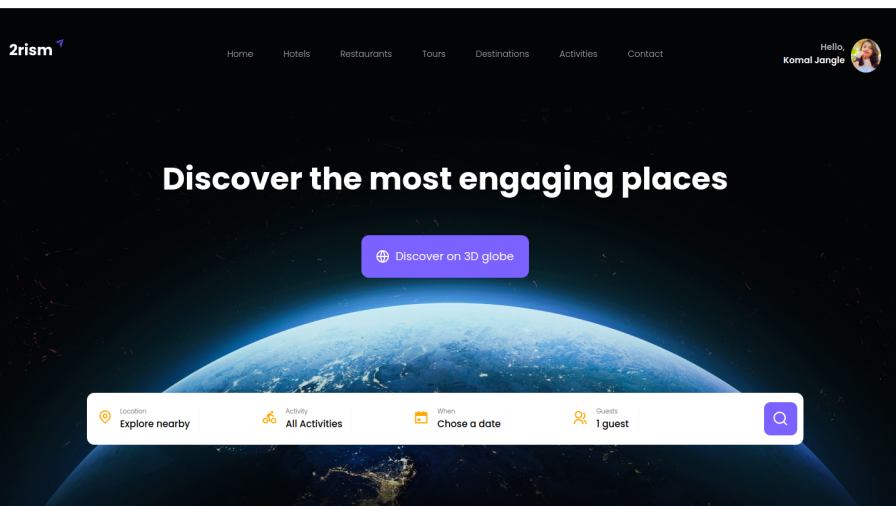 2rism
Home
Hotels
Restaurants
Tours
Destinations
Activities
Contact
Hello,
Komal Jangle
Discover the most engaging places
Discover on 3D globe
Location
Explore nearby
Activity
All Activities
When
Chose a date
Guests
1 guest